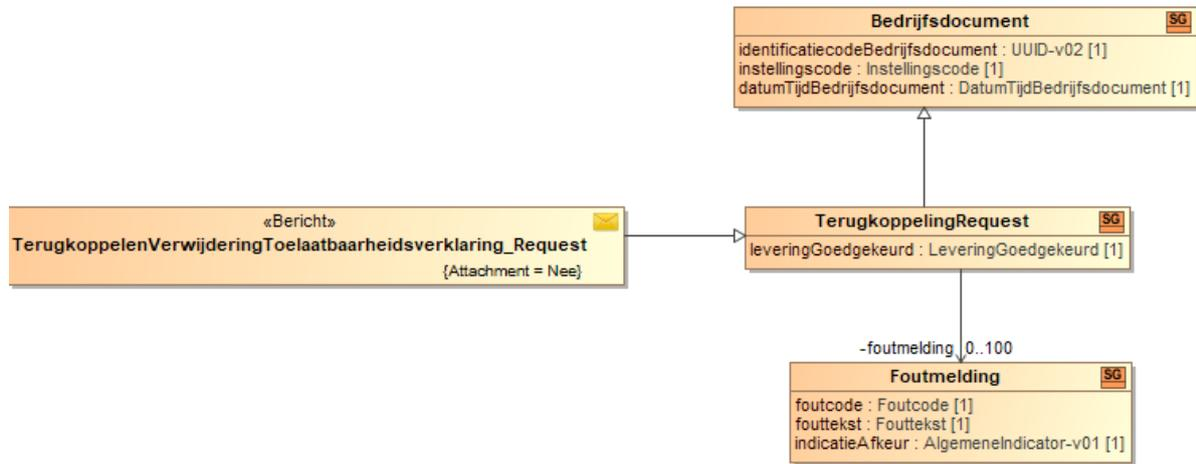 Bedrijfsdocument SG
identificatiecodeBedrijfsdocument : UUID-v02 [1]
instellingscode : Instellingscode [1]
datumTijdBedrijfsdocument : DatumTijdBedrijfsdocument [1]
«Bericht»
TerugkoppelenVerwijderingToelaatbaarheidsverklaring_Request
{Attachment = Nee}
TerugkoppelingRequest SG
leveringGoedgekeurd : LeveringGoedgekeurd [1]
-foutmelding 0..100
Foutmelding SG
foutcode : Foutcode [1]
fouttekst : Fouttekst [1]
indicatieAfkeur : AlgemeneIndicator-v01 [1]